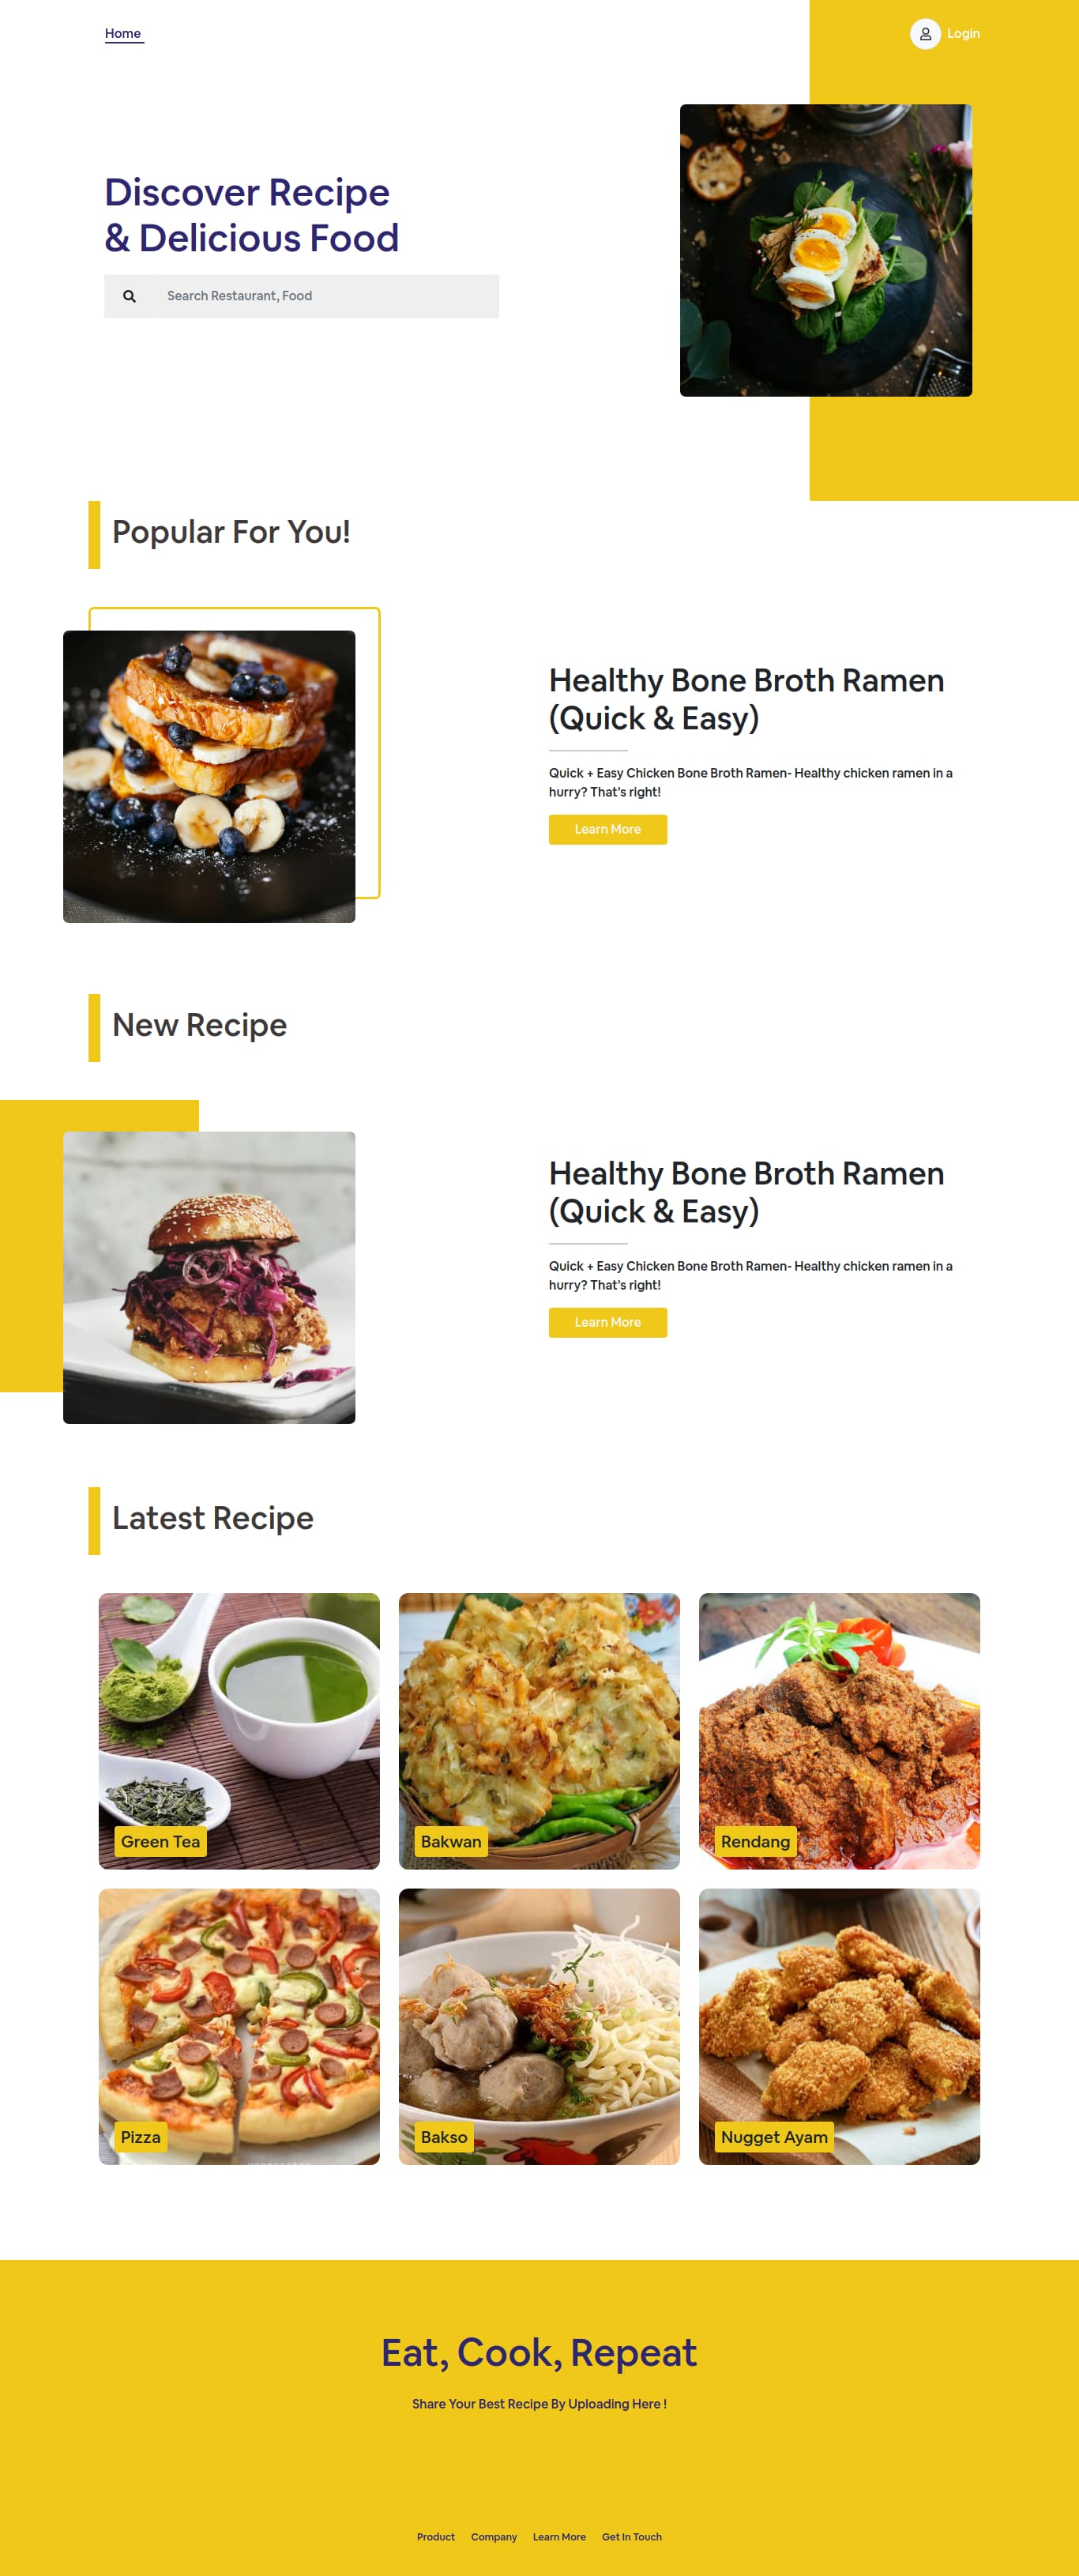 Home
Login
Discover Recipe
& Delicious Food
Search Restaurant, Food
Popular For You!
Healthy Bone Broth Ramen
(Quick & Easy)
Quick + Easy Chicken Bone Broth Ramen- Healthy chicken ramen in a
hurry? That's right!
Learn More
New Recipe
Healthy Bone Broth Ramen
(Quick & Easy)
Quick + Easy Chicken Bone Broth Ramen- Healthy chicken ramen in a
hurry? That's right!
Learn More
Latest Recipe
Green Tea
Bakwan
Rendang
Pizza
Bakso
Nugget Ayam
Eat, Cook, Repeat
Share Your Best Recipe By Uploading Here !
Product
Company
Learn More
Get In Touch